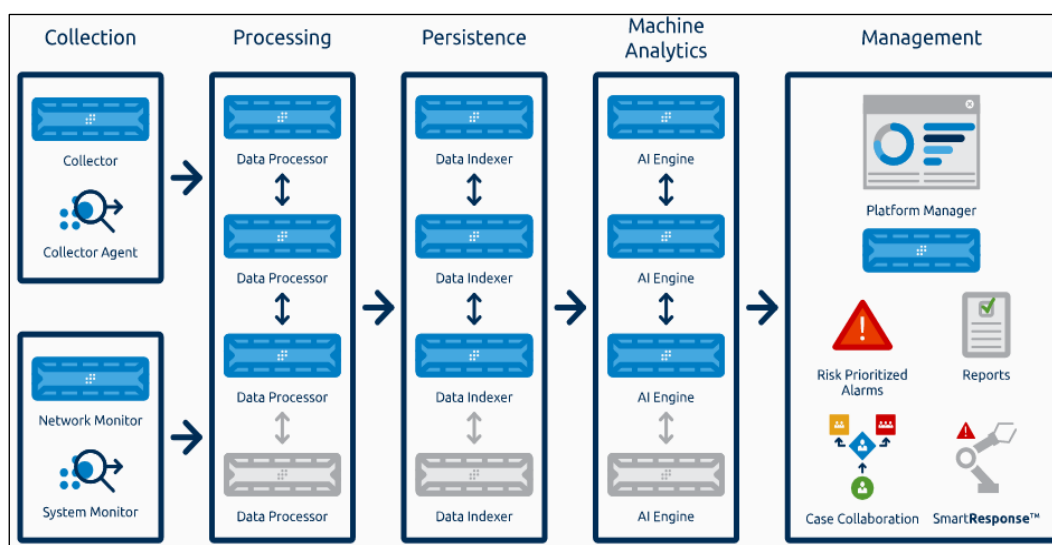 Collection
Processing
Persistence
Machine
Analytics
Management
Collector
Collector Agent
Network Monitor
System Monitor
Data Processor
Data Processor
Data Processor
Data Processor
Data Indexer
Data Indexer
Data Indexer
Data Indexer
AI Engine
AI Engine
AI Engine
AI Engine
Platform Manager
Risk Prioritized
Alarms
Reports
Case Collaboration
SmartResponse™